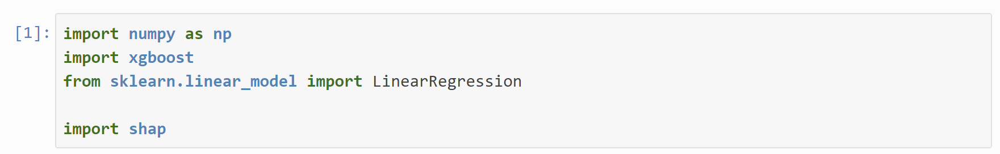 [1]: import numpy as np
import xgboost
from sklearn.linear_model import LinearRegression
import shap